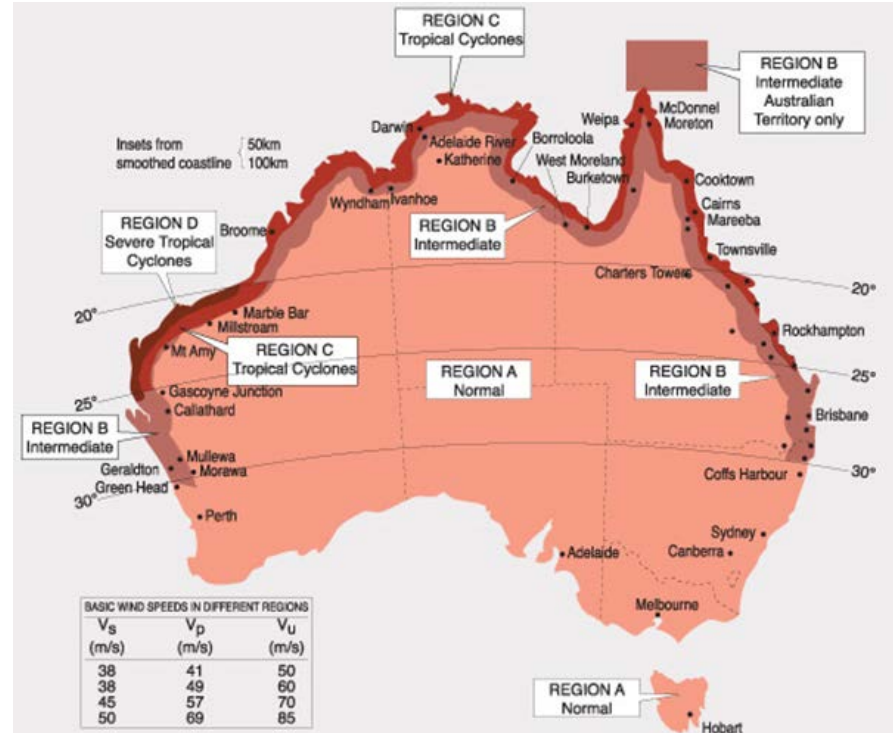 REGION C
Tropical Cyclones
REGION B
Intermediate
Australian
Territory only
McDonnel
Weipa
Moreton
Darwin
Adelaide River
Borroloola
Insets from
smoothed coastline
50km
100km
Katherine
West Moreland
Burketown
Cooktown
Wyndham
Ivanhoe
Cairns
Mareeba
REGION D
Severe Tropical
Cyclones
Broome
REGION B
Intermediate
Townsville
Charters Towers
20°
20°
Marble Bar
Millstream
Rockhampton
Mt Amy
REGION C
Tropical Cyclones
REGION A
Normal
REGION B
Intermediate
25°
25°
Gascoyne Junction
Callathard
Brisbane
REGION B
Intermediate
Mullewa
Geraldton
Morawa
Green Head
30°
30°
Coffs Harbour
Perth
Sydney
Adelaide
Canberra
Melbourne
BASIC WIND SPEEDS IN DIFFERENT REGIONS
Vs Vp Vu
(m/s) (m/s) (m/s)
38 41 50
38 49 60
45 57 70
50 69 85
REGION A
Normal
Hobart